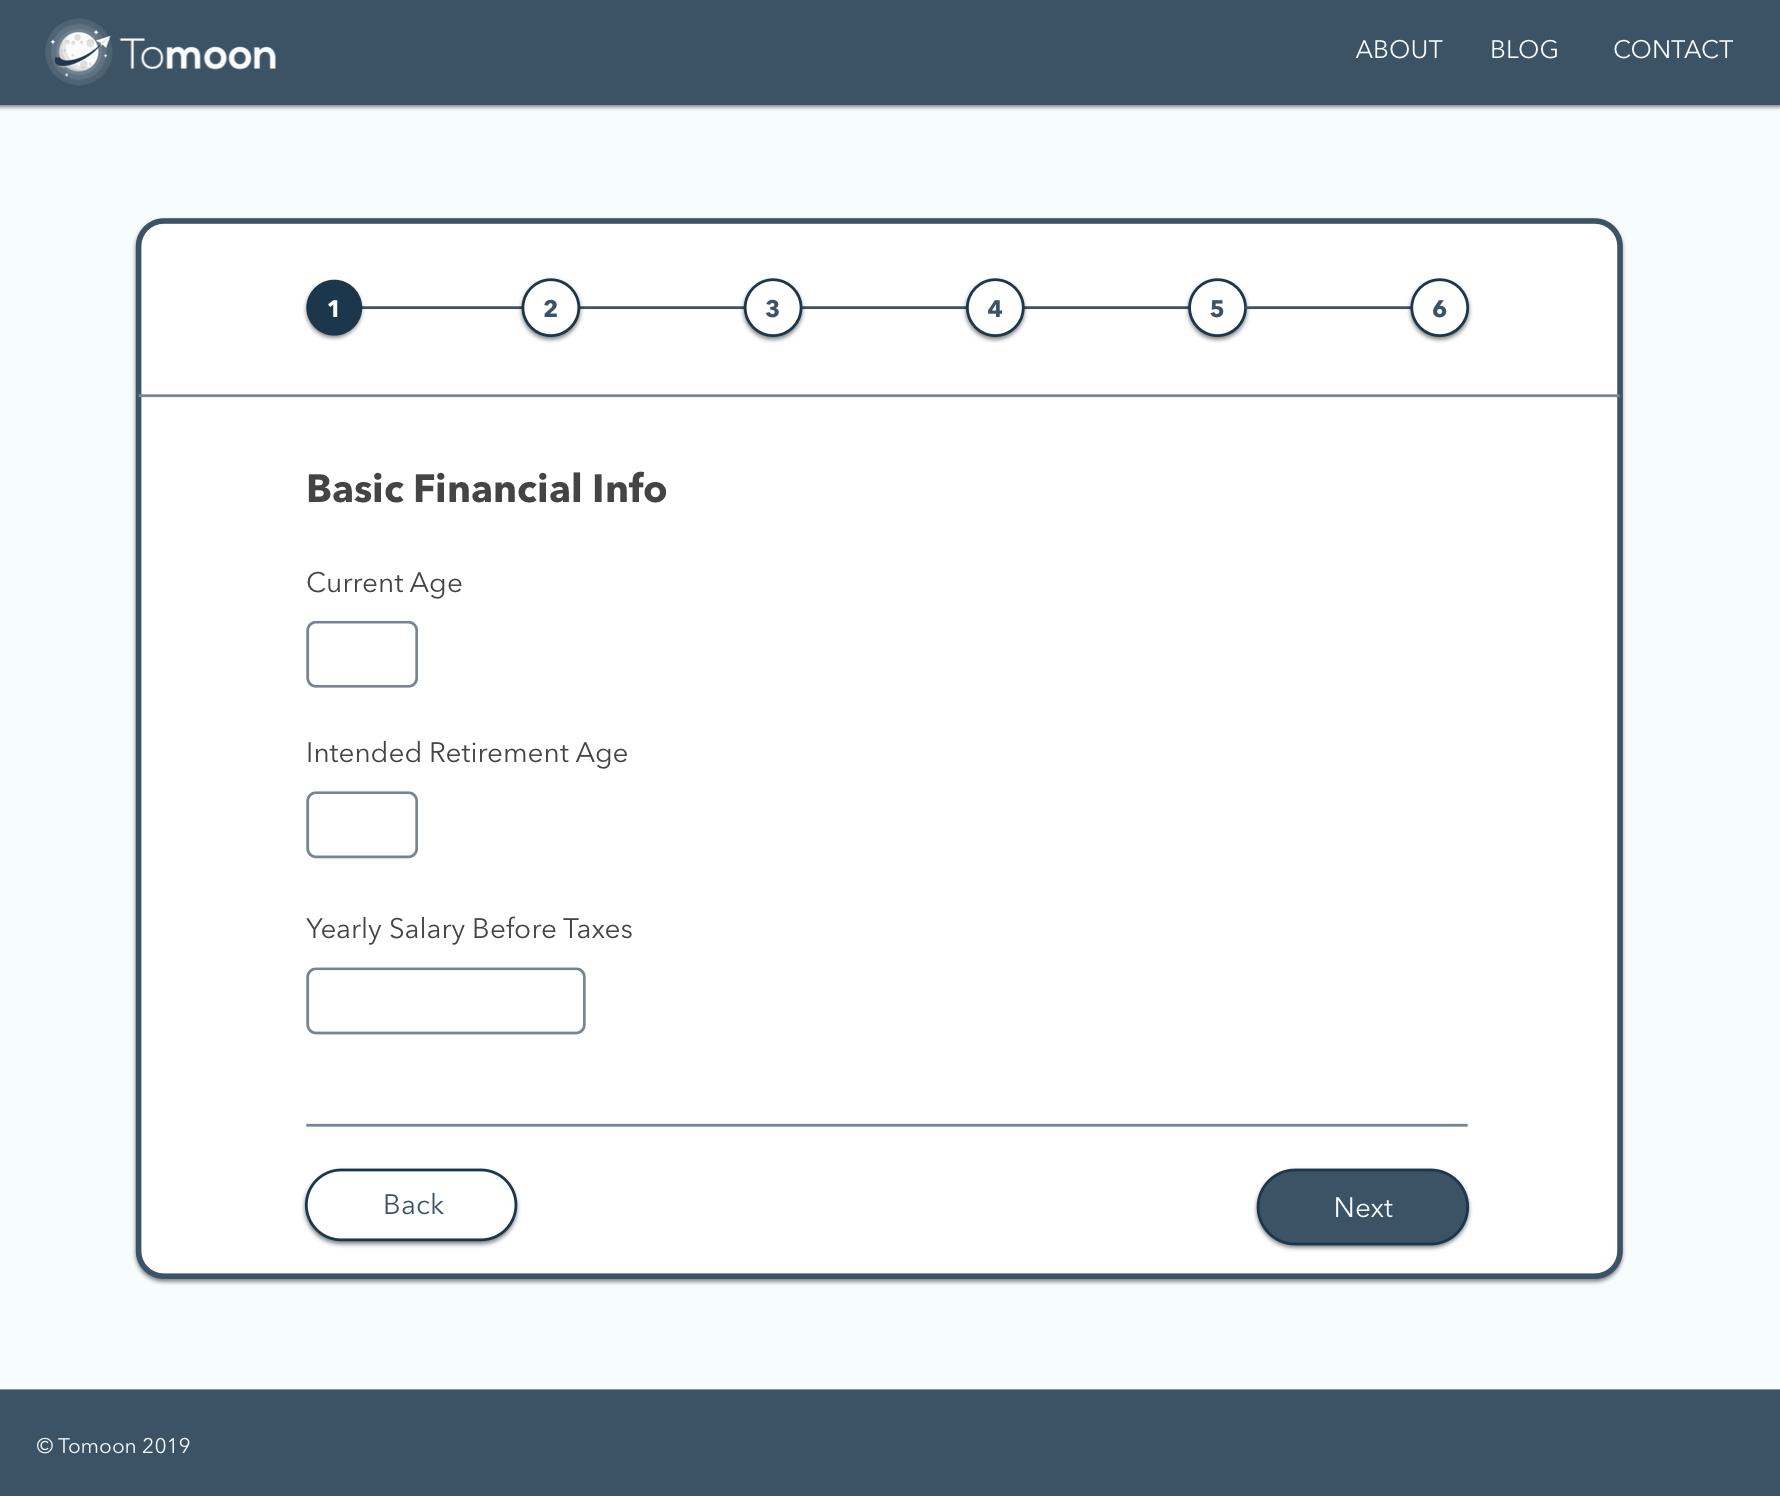 Tomoon
ABOUT BLOG CONTACT
1 2 3 4 5 6
Basic Financial Info
Current Age
Intended Retirement Age
Yearly Salary Before Taxes
Back Next
© Tomoon 2019